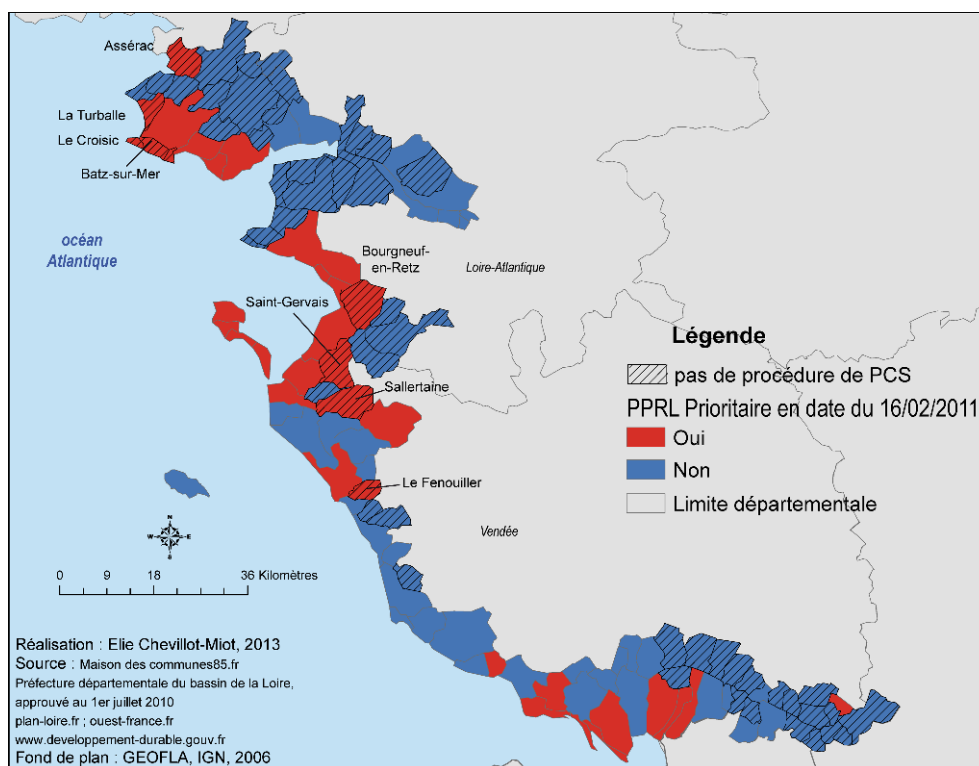 Assérac
La Turballe
Le Croisic
Batz-sur-Mer
océan
Atlantique
Bourgneuf-
en-Retz
Loire-Atlantique
Saint-Gervais
Sallertaine
Le Fenouiller
Vendée
Légende
pas de procédure de PCS
PPRL Prioritaire en date du 16/02/2011
Oui
Non
Limite départementale
N
W E
S
0 9 18 36 Kilomètres
Réalisation : Elie Chevillot-Miot, 2013
Source : Maison des communes85.fr
Préfecture départementale du bassin de la Loire,
approuvé au 1er juillet 2010
plan-loire.fr ; ouest-france.fr
www.developpement-durable.gouv.fr
Fond de plan : GEOFLA, IGN, 2006